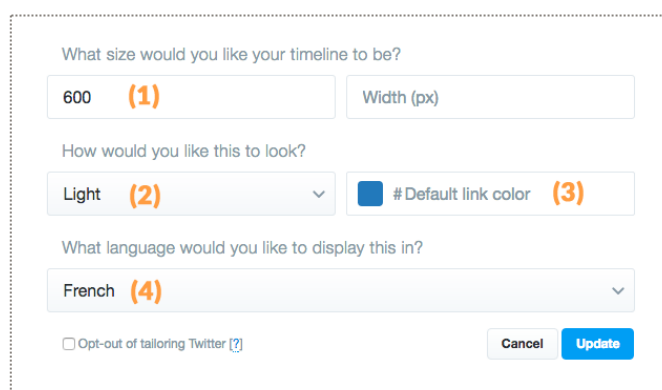 What size would you like your timeline to be?
600 (1) Width (px)
How would you like this to look?
Light (2) # Default link color (3)
What language would you like to display this in?
French (4)
Opt-out of tailoring Twitter [?] Cancel Update